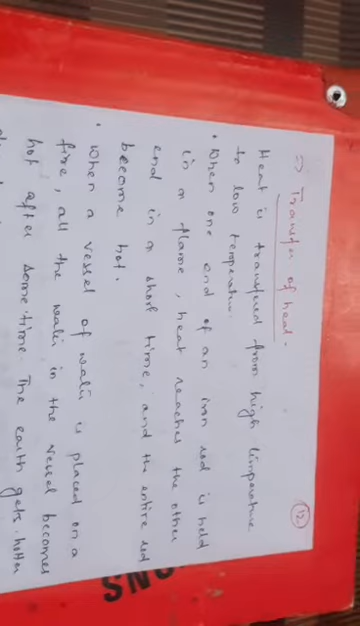 12.
5) Transfer of heat
Heat is transfered from high temperature
to low temperature.
• When one end of an iron rod is held
in a flame, heat reaches the other
end in a short time, and the entire rod
become hot.
• When a vessel of water is placed on a
fire, all the water in the vessel becomes
hot after some time. The earth gets hotter
SNO